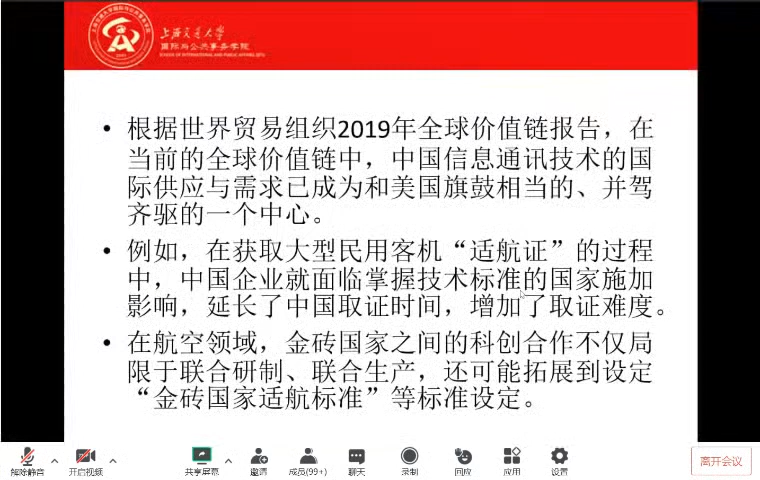 上海交通大学
国际与公共事务学院
SCHOOL OF INTERNATIONAL AND PUBLIC AFFAIRS, SJTU
• 根据世界贸易组织2019年全球价值链报告，在
当前的全球价值链中，中国信息通讯技术的国
际供应与需求已成为和美国旗鼓相当的、并驾
齐驱的一个中心。
• 例如，在获取大型民用客机“适航证”的过程
中，中国企业就面临掌握技术标准的国家施加
影响，延长了中国取证时间，增加了取证难度。
• 在航空领域，金砖国家之间的科创合作不仅局
限于联合研制、联合生产，还可能拓展到设定
“金砖国家适航标准”等标准设定。
解除静音 开启视频 共享屏幕 邀请 成员(99+) 聊天 录制 回应 应用 设置 离开会议